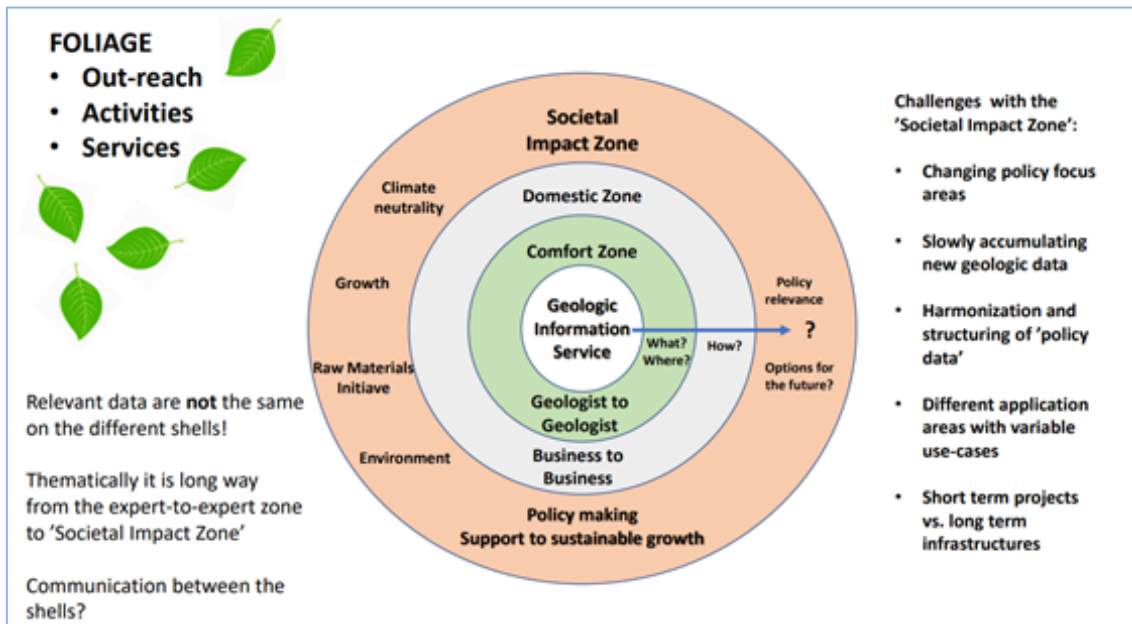 FOLIAGE
• Out-reach
• Activities
• Services
Relevant data are not the same
on the different shells!
Thematically it is long way
from the expert-to-expert zone
to 'Societal Impact Zone'
Communication between the
shells?
Societal
Impact Zone
Climate
neutrality
Growth
Raw Materials
Initiave
Environment
Domestic Zone
Comfort Zone
Geologic
Information
Service
What?
Where?
How?
Policy
relevance
?
Options for
the future?
Geologist to
Geologist
Business to
Business
Policy making
Support to sustainable growth
Challenges with the
'Societal Impact Zone':
• Changing policy focus
areas
• Slowly accumulating
new geologic data
• Harmonization and
structuring of 'policy
data'
• Different application
areas with variable
use-cases
• Short term projects
vs. long term
infrastructures